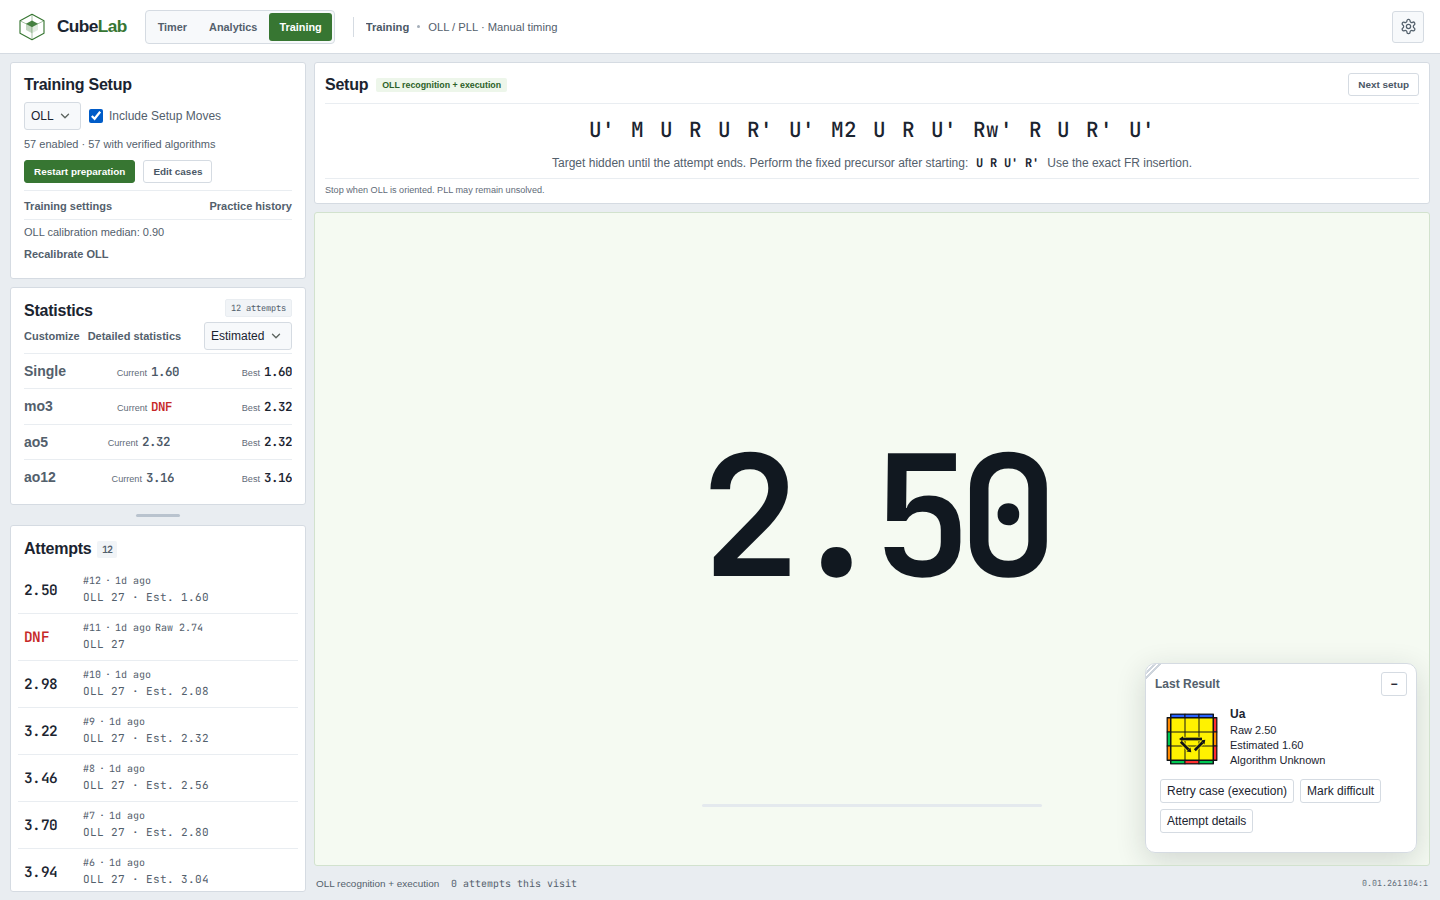 CubeLab
Timer Analytics Training
Training • OLL / PLL · Manual timing
Training Setup
OLL Include Setup Moves
57 enabled · 57 with verified algorithms
Restart preparation Edit cases
Training settings Practice history
OLL calibration median: 0.90
Recalibrate OLL
Statistics 12 attempts
Customize Detailed statistics Estimated
Single Current 1.60 Best 1.60
mo3 Current DNF Best 2.32
ao5 Current 2.32 Best 2.32
ao12 Current 3.16 Best 3.16
Attempts 12
2.50 #12 · 1d ago
OLL 27 · Est. 1.60
DNF #11 · 1d ago Raw 2.74
OLL 27
2.98 #10 · 1d ago
OLL 27 · Est. 2.08
3.22 #9 · 1d ago
OLL 27 · Est. 2.32
3.46 #8 · 1d ago
OLL 27 · Est. 2.56
3.70 #7 · 1d ago
OLL 27 · Est. 2.80
3.94 #6 · 1d ago
OLL 27 · Est. 3.04
Setup OLL recognition + execution Next setup
U' M U R U R' U' M2 U R U' Rw' R U R' U'
Target hidden until the attempt ends. Perform the fixed precursor after starting: U R U' R' Use the exact FR insertion.
Stop when OLL is oriented. PLL may remain unsolved.
2.50
Last Result –
Ua
Raw 2.50
Estimated 1.60
Algorithm Unknown
Retry case (execution) Mark difficult
Attempt details
OLL recognition + execution 0 attempts this visit
0.01.261104:1